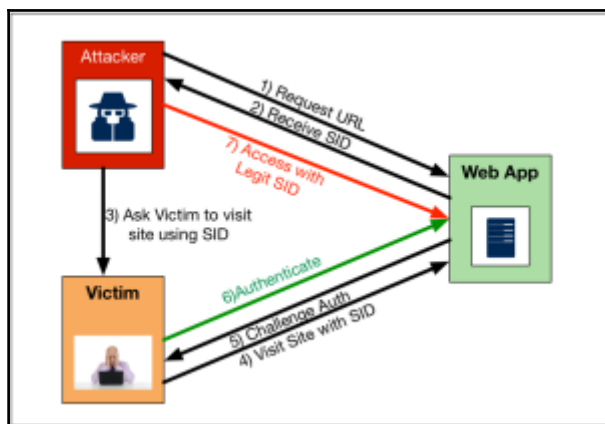 Attacker
1) Request URL
2) Receive SID
7) Access with
Legit SID
Web App
3) Ask Victim to visit
site using SID
Victim
6)Authenticate
5) Challenge Auth
4) Visit Site with SID